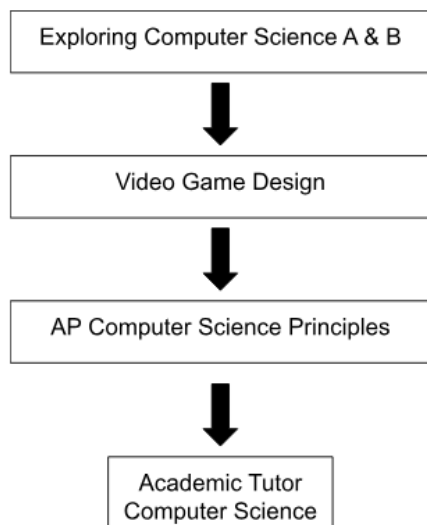 Exploring Computer Science A & B
Video Game Design
AP Computer Science Principles
Academic Tutor
Computer Science